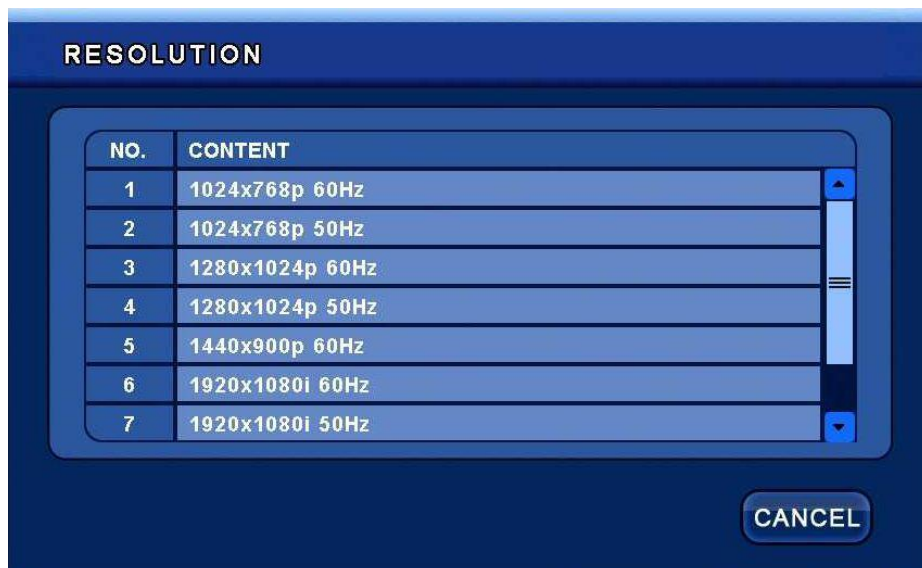 RESOLUTION
NO. CONTENT
1 1024x768p 60Hz
2 1024x768p 50Hz
3 1280x1024p 60Hz
4 1280x1024p 50Hz
5 1440x900p 60Hz
6 1920x1080i 60Hz
7 1920x1080i 50Hz
CANCEL